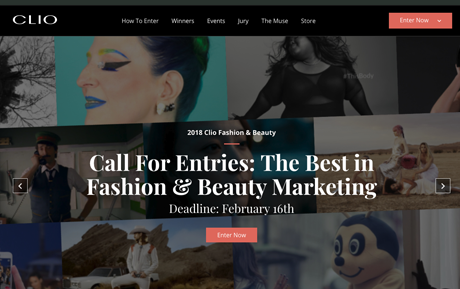 CLIO
How To Enter Winners Events Jury The Muse Store
Enter Now
2018 Clio Fashion & Beauty
Call For Entries: The Best in
Fashion & Beauty Marketing
Deadline: February 16th
Enter Now